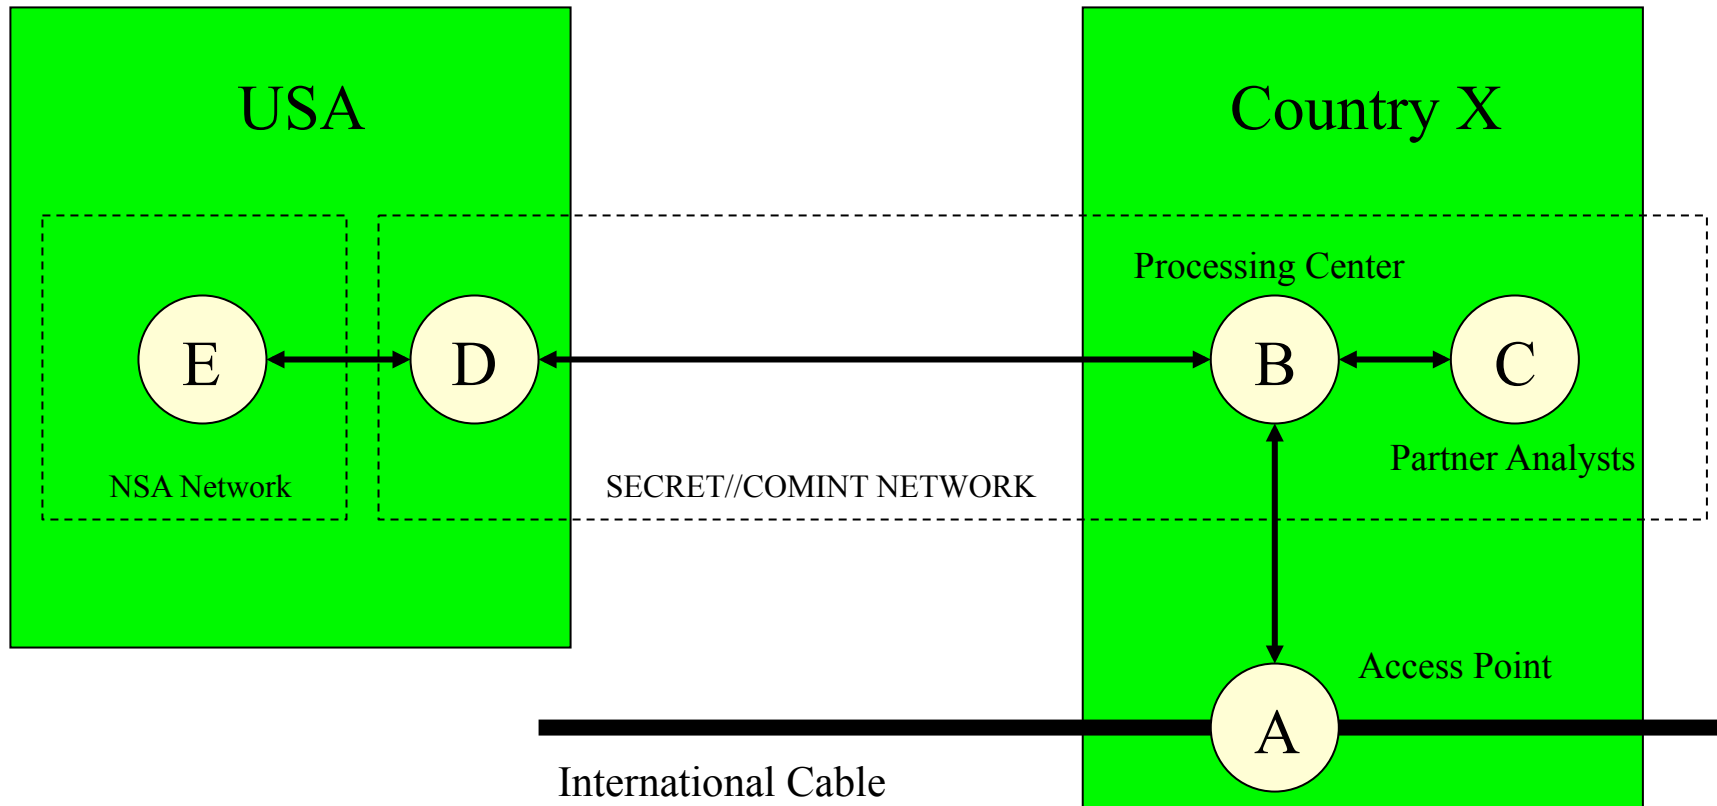 USA
Country X
Processing Center
E
D
B
C
Partner Analysts
NSA Network
SECRET//COMINT NETWORK
Access Point
A
International Cable